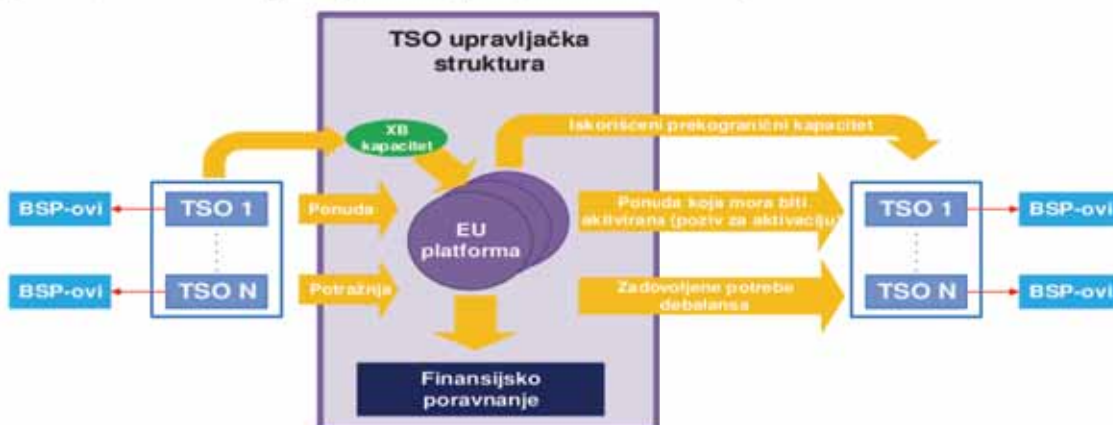 TSO upravljačka
struktura
XB
kapacitet
Iskorišćeni prekogranični kapacitet
BSP-ovi
TSO 1
Ponuda
EU
platforma
Ponuda koja mora biti
aktivirana (poziv za aktivaciju)
TSO 1
BSP-ovi
BSP-ovi
TSO N
Potražnja
Zadovoljene potrebe
debalansa
TSO N
BSP-ovi
Finansijsko
poravnanje